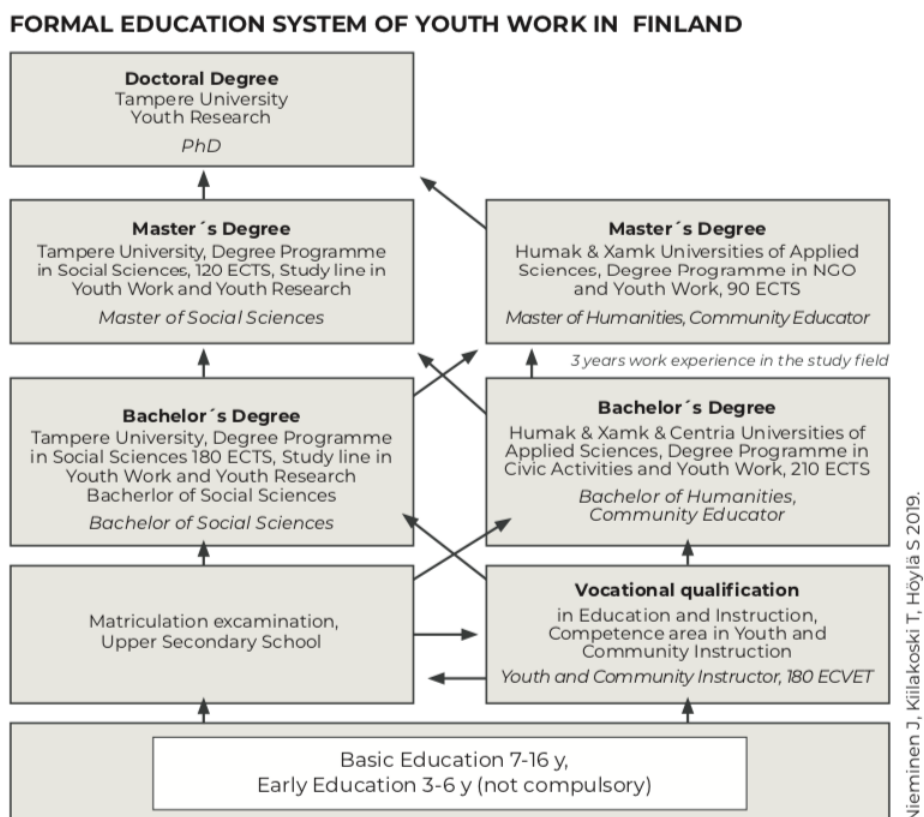 FORMAL EDUCATION SYSTEM OF YOUTH WORK IN FINLAND
Doctoral Degree
Tampere University
Youth Research
PhD
Master´s Degree
Tampere University, Degree Programme
in Social Sciences, 120 ECTS, Study line in
Youth Work and Youth Research
Master of Social Sciences
Master´s Degree
Humak & Xamk Universities of Applied
Sciences, Degree Programme in NGO
and Youth Work, 90 ECTS
Master of Humanities, Community Educator
3 years work experience in the study field
Bachelor´s Degree
Tampere University, Degree Programme
in Social Sciences 180 ECTS, Study line in
Youth Work and Youth Research
Bacherlor of Social Sciences
Bachelor of Social Sciences
Bachelor´s Degree
Humak & Xamk & Centria Universities of
Applied Sciences, Degree Programme in
Civic Activities and Youth Work, 210 ECTS
Bachelor of Humanities,
Community Educator
Matriculation excamination,
Upper Secondary School
Vocational qualification
in Education and Instruction,
Competence area in Youth and
Community Instruction
Youth and Community Instructor, 180 ECVET
Basic Education 7-16 y,
Early Education 3-6 y (not compulsory)
Nieminen J, Kiilakoski T, Höylä S 2019.